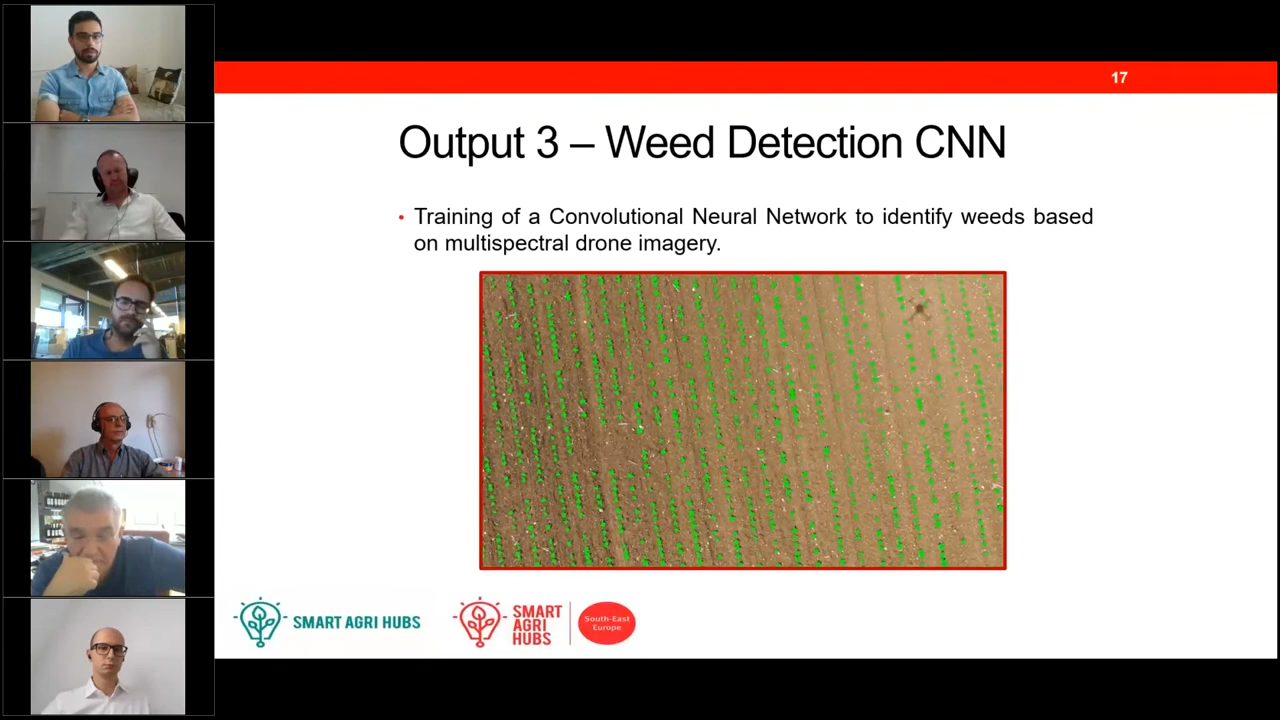 17
Output 3 – Weed Detection CNN
• Training of a Convolutional Neural Network to identify weeds based
on multispectral drone imagery.
SMART AGRI HUBS
SMART
AGRI
HUBS
South-East
Europe